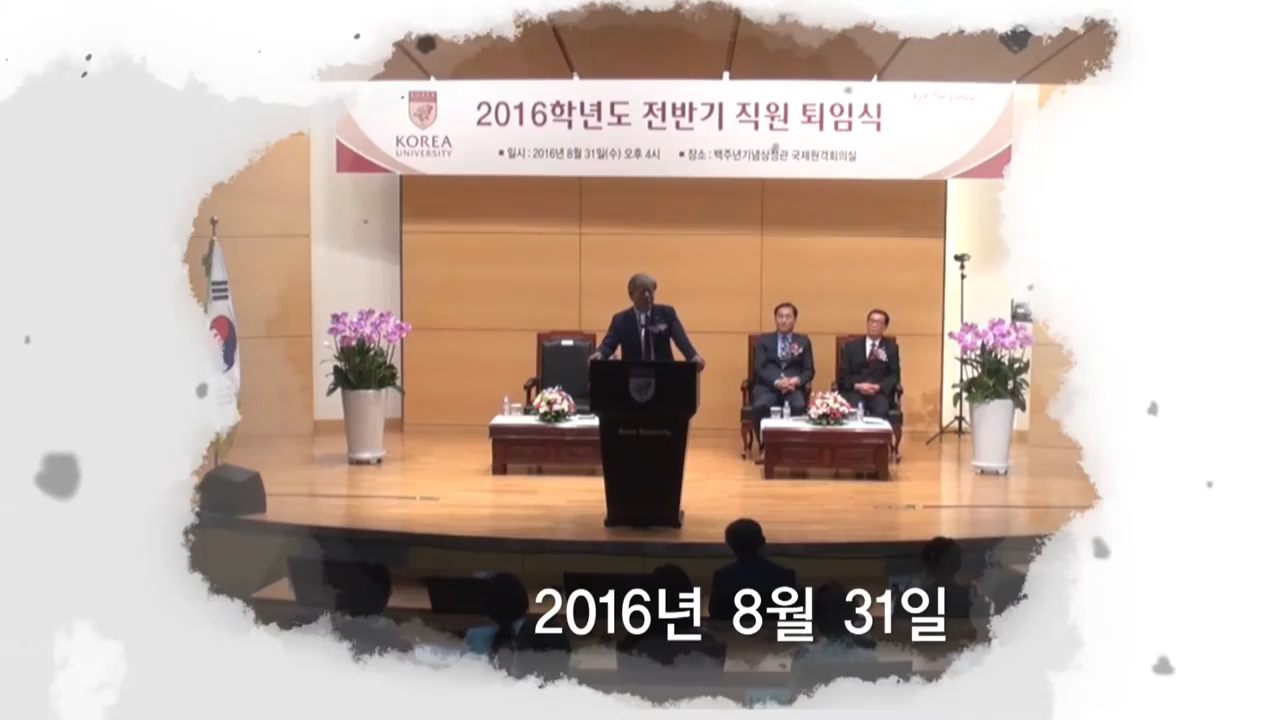 KOREA
UNIVERSITY
2016학년도 전반기 직원 퇴임식
■ 일시 : 2016년 8월 31일(수) 오후 4시 ■ 장소 : 백주년기념삼성관 국제원격회의실
Korea University
2016년 8월 31일